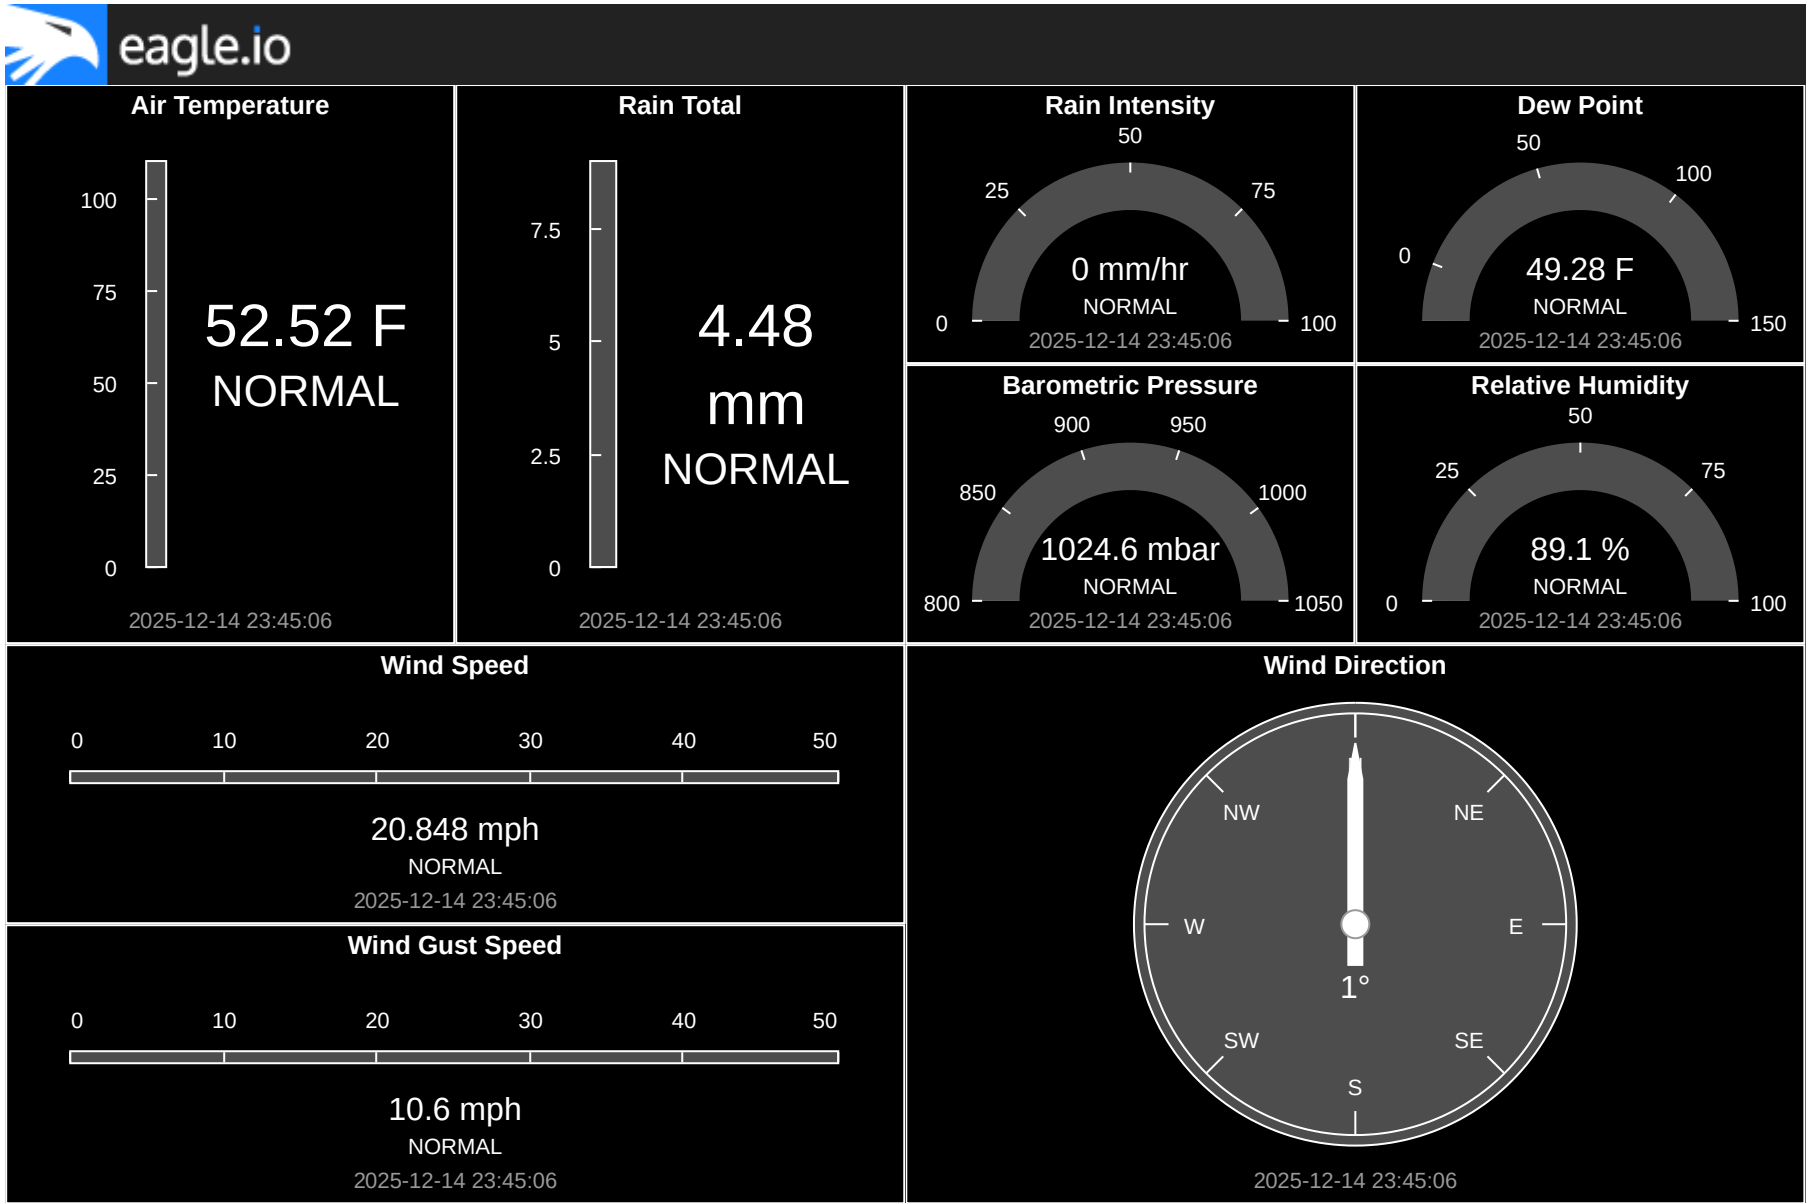 eagle.io
Air Temperature
100
75
50
25
0
52.52 F
NORMAL
2025-12-14 23:45:06
Rain Total
7.5
5
2.5
0
4.48
mm
NORMAL
2025-12-14 23:45:06
Rain Intensity
0
25
50
75
100
0 mm/hr
NORMAL
2025-12-14 23:45:06
Dew Point
0
50
100
150
49.28 F
NORMAL
2025-12-14 23:45:06
Barometric Pressure
800
850
900
950
1000
1050
1024.6 mbar
NORMAL
2025-12-14 23:45:06
Relative Humidity
0
25
50
75
100
89.1 %
NORMAL
2025-12-14 23:45:06
Wind Speed
0 10 20 30 40 50
20.848 mph
NORMAL
2025-12-14 23:45:06
Wind Gust Speed
0 10 20 30 40 50
10.6 mph
NORMAL
2025-12-14 23:45:06
Wind Direction
NW NE
W E
1°
SW SE
S
2025-12-14 23:45:06